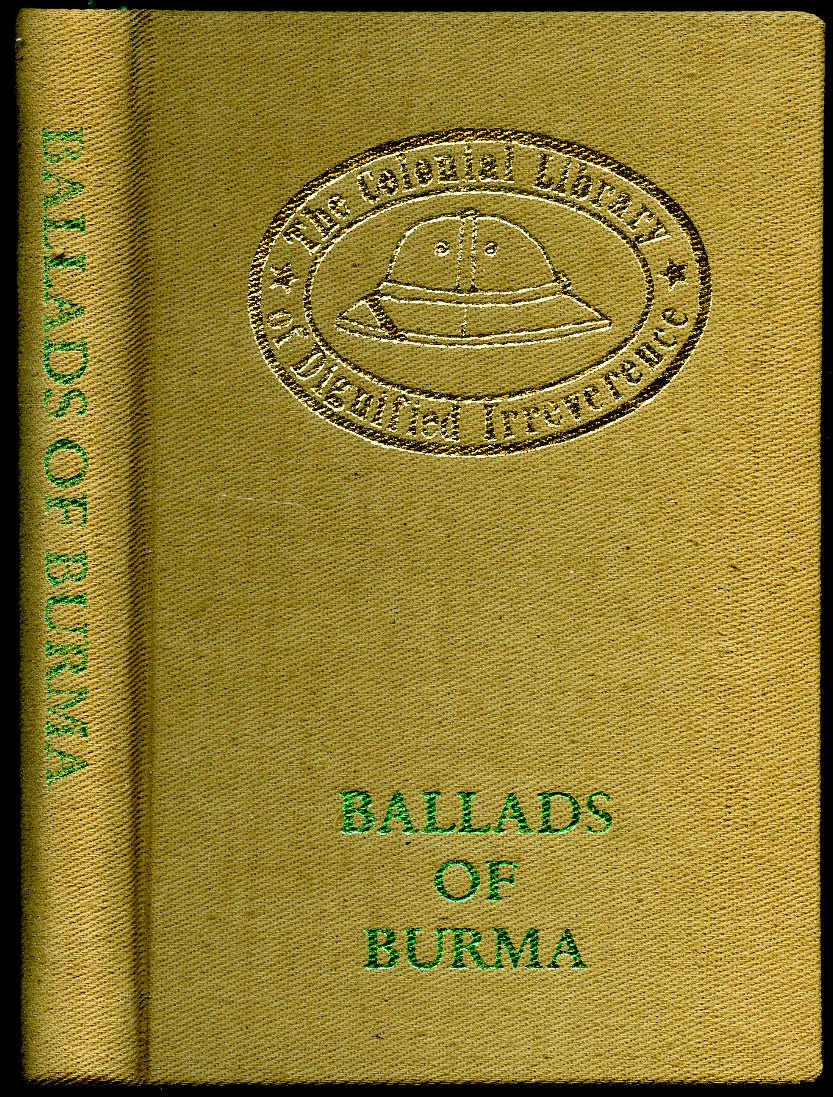 BALLADS OF BURMA
The Colonial Library
of Dignified Irreverence
BALLADS
OF
BURMA